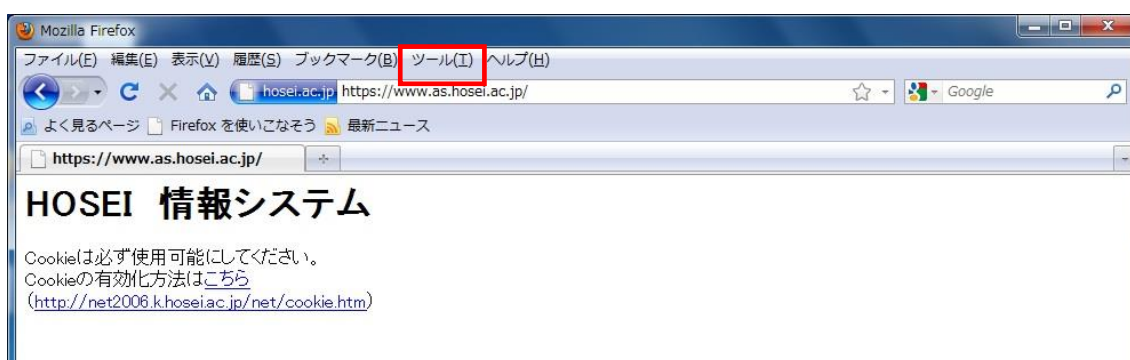 Mozilla Firefox
ファイル(F) 編集(E) 表示(V) 履歴(S) ブックマーク(B) ツール(T) ヘルプ(H)
hosei.ac.jp https://www.as.hosei.ac.jp/ Google
よく見るページ Firefox を使いこなそう 最新ニュース
https://www.as.hosei.ac.jp/
HOSEI 情報システム
Cookieは必ず使用可能にしてください。
Cookieの有効化方法はこちら
(http://net2006.k.hosei.ac.jp/net/cookie.htm)